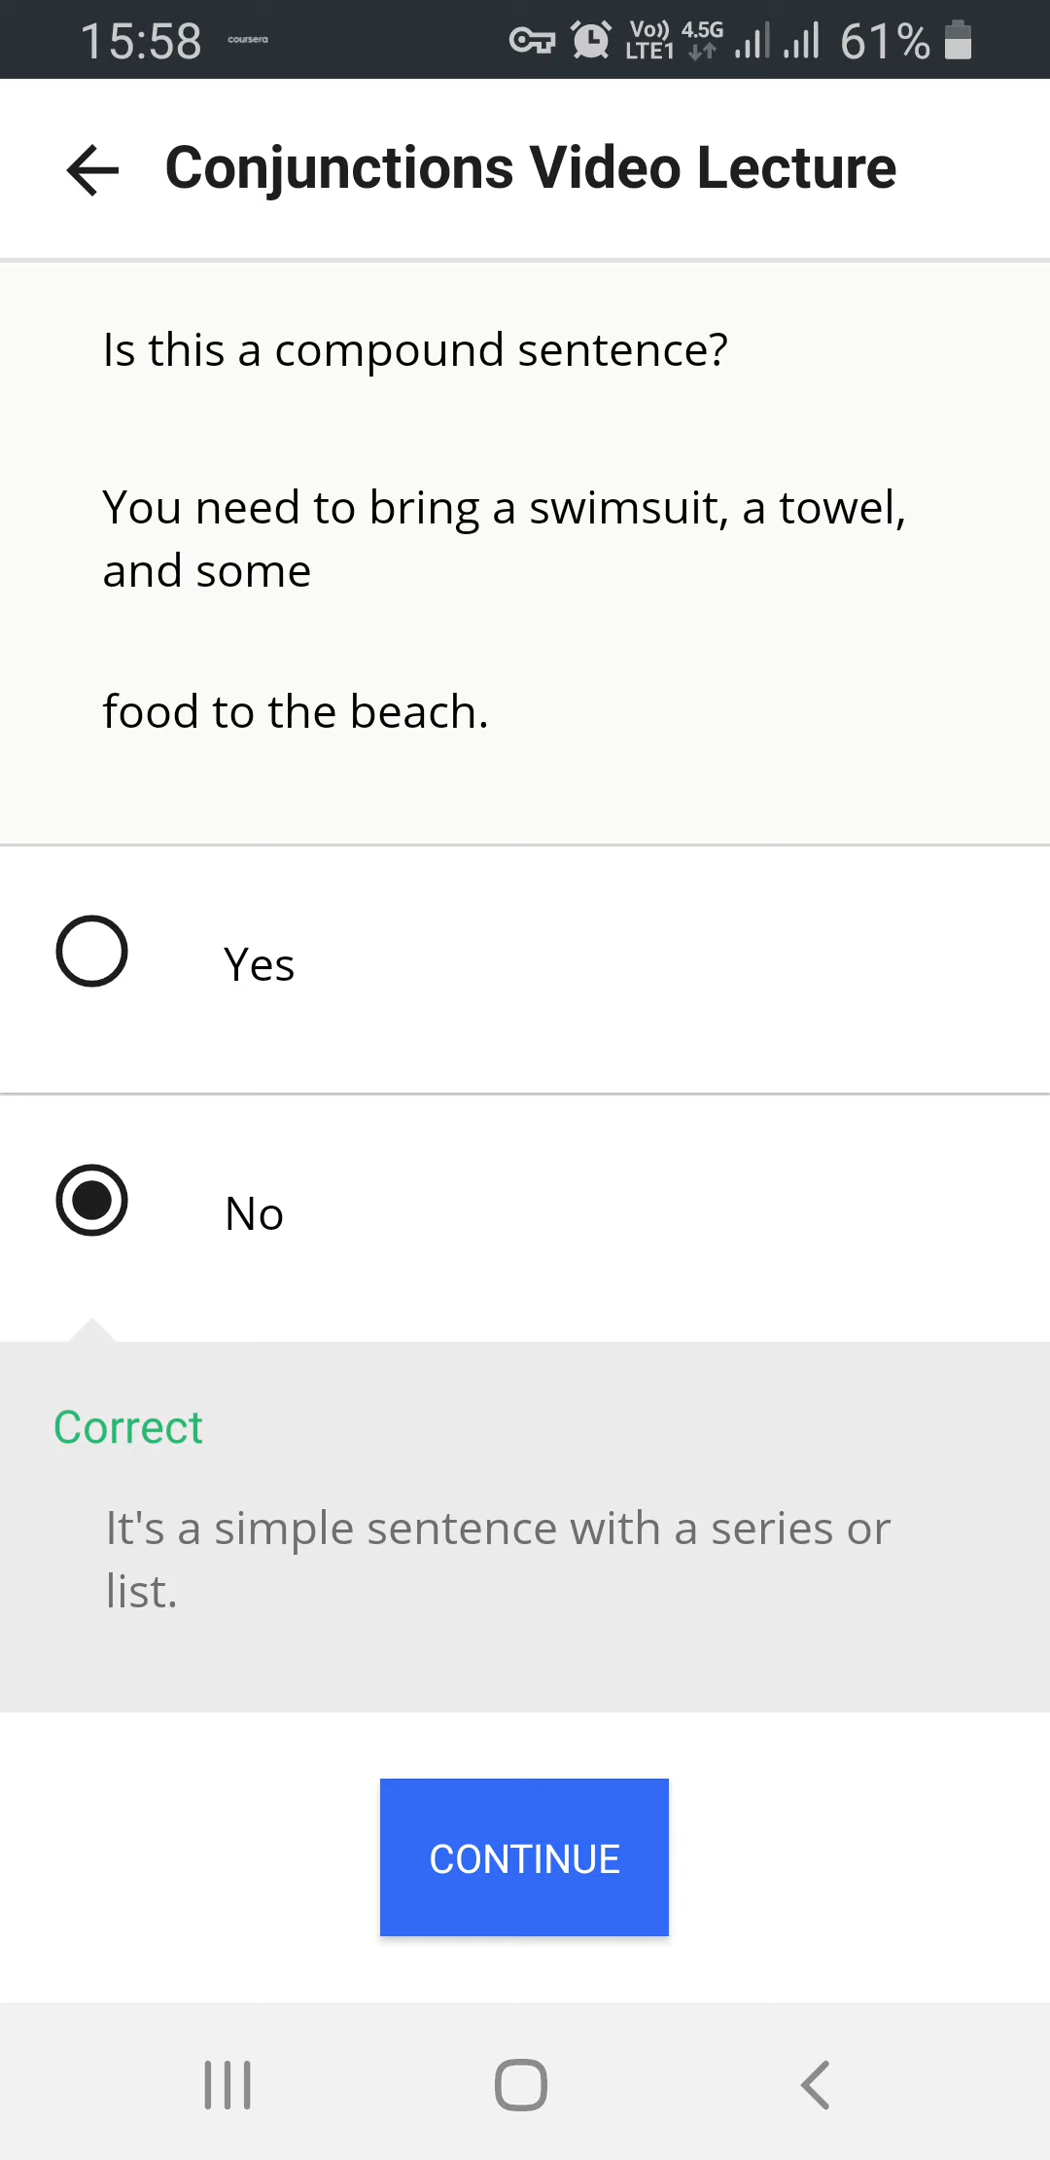 15:58 coursera Vo)) LTE1 4.5G 61%
Conjunctions Video Lecture
Is this a compound sentence?
You need to bring a swimsuit, a towel,
and some
food to the beach.
Yes
No
Correct
It's a simple sentence with a series or
list.
CONTINUE